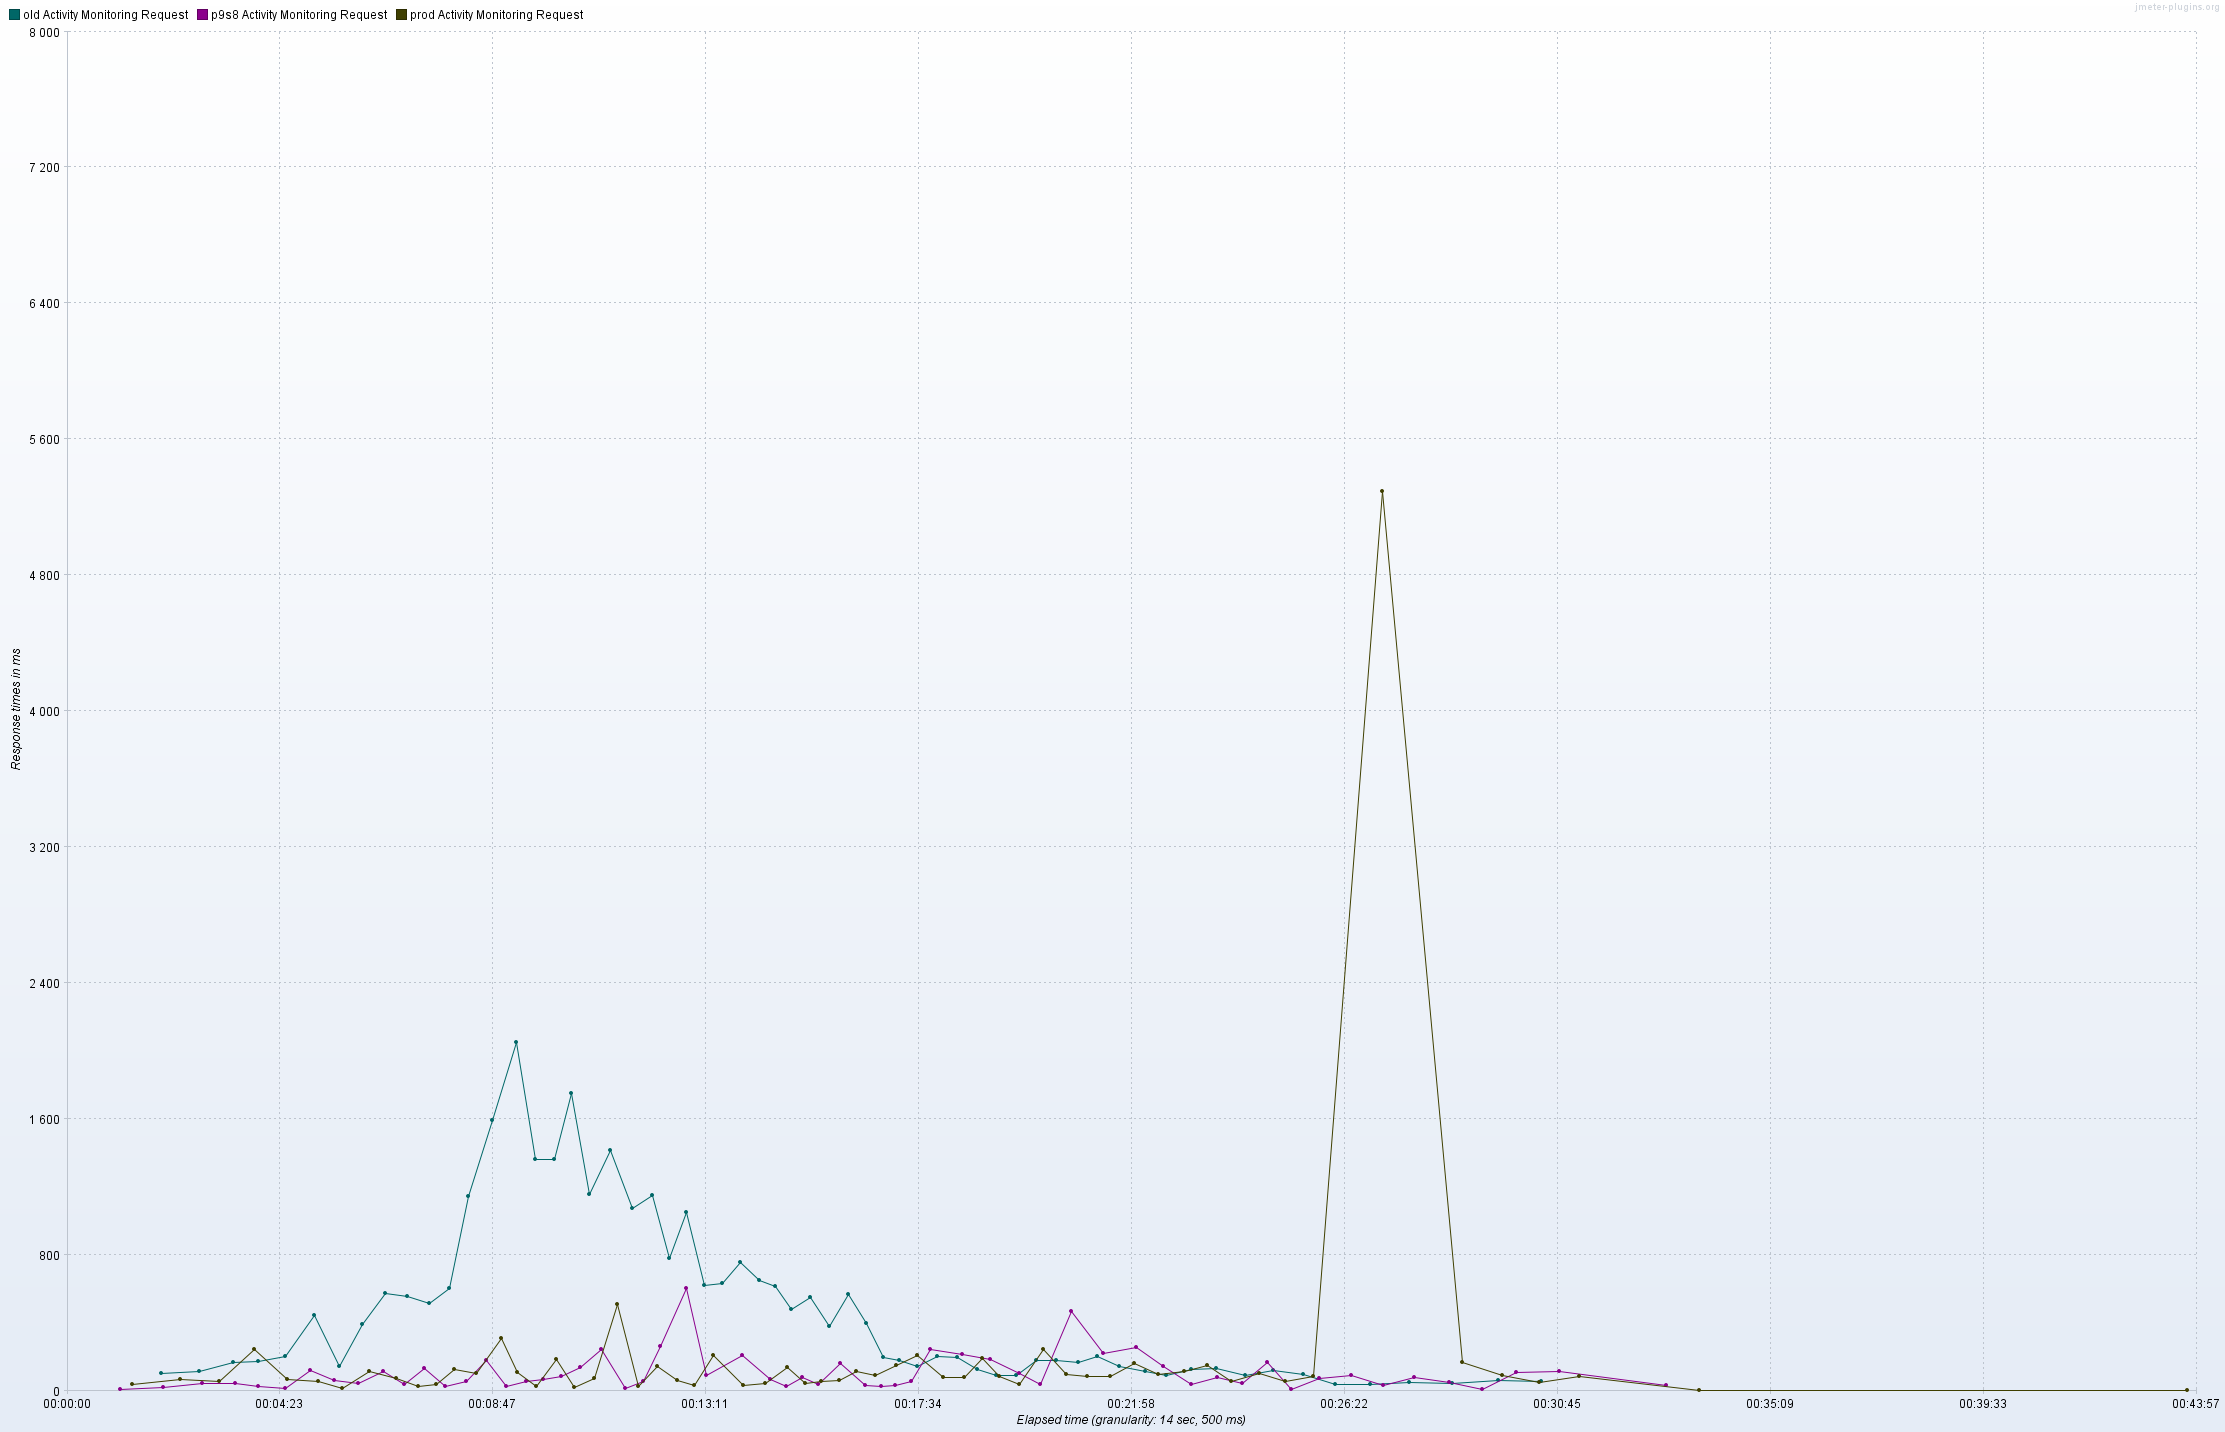 old Activity Monitoring Request p9s8 Activity Monitoring Request prod Activity Monitoring Request
jmeter-plugins.org
8 000
7 200
6 400
5 600
4 800
4 000
3 200
2 400
1 600
800
0
Response times in ms
00:00:00 00:04:23 00:08:47 00:13:11 00:17:34 00:21:58 00:26:22 00:30:45 00:35:09 00:39:33 00:43:57
Elapsed time (granularity: 14 sec, 500 ms)